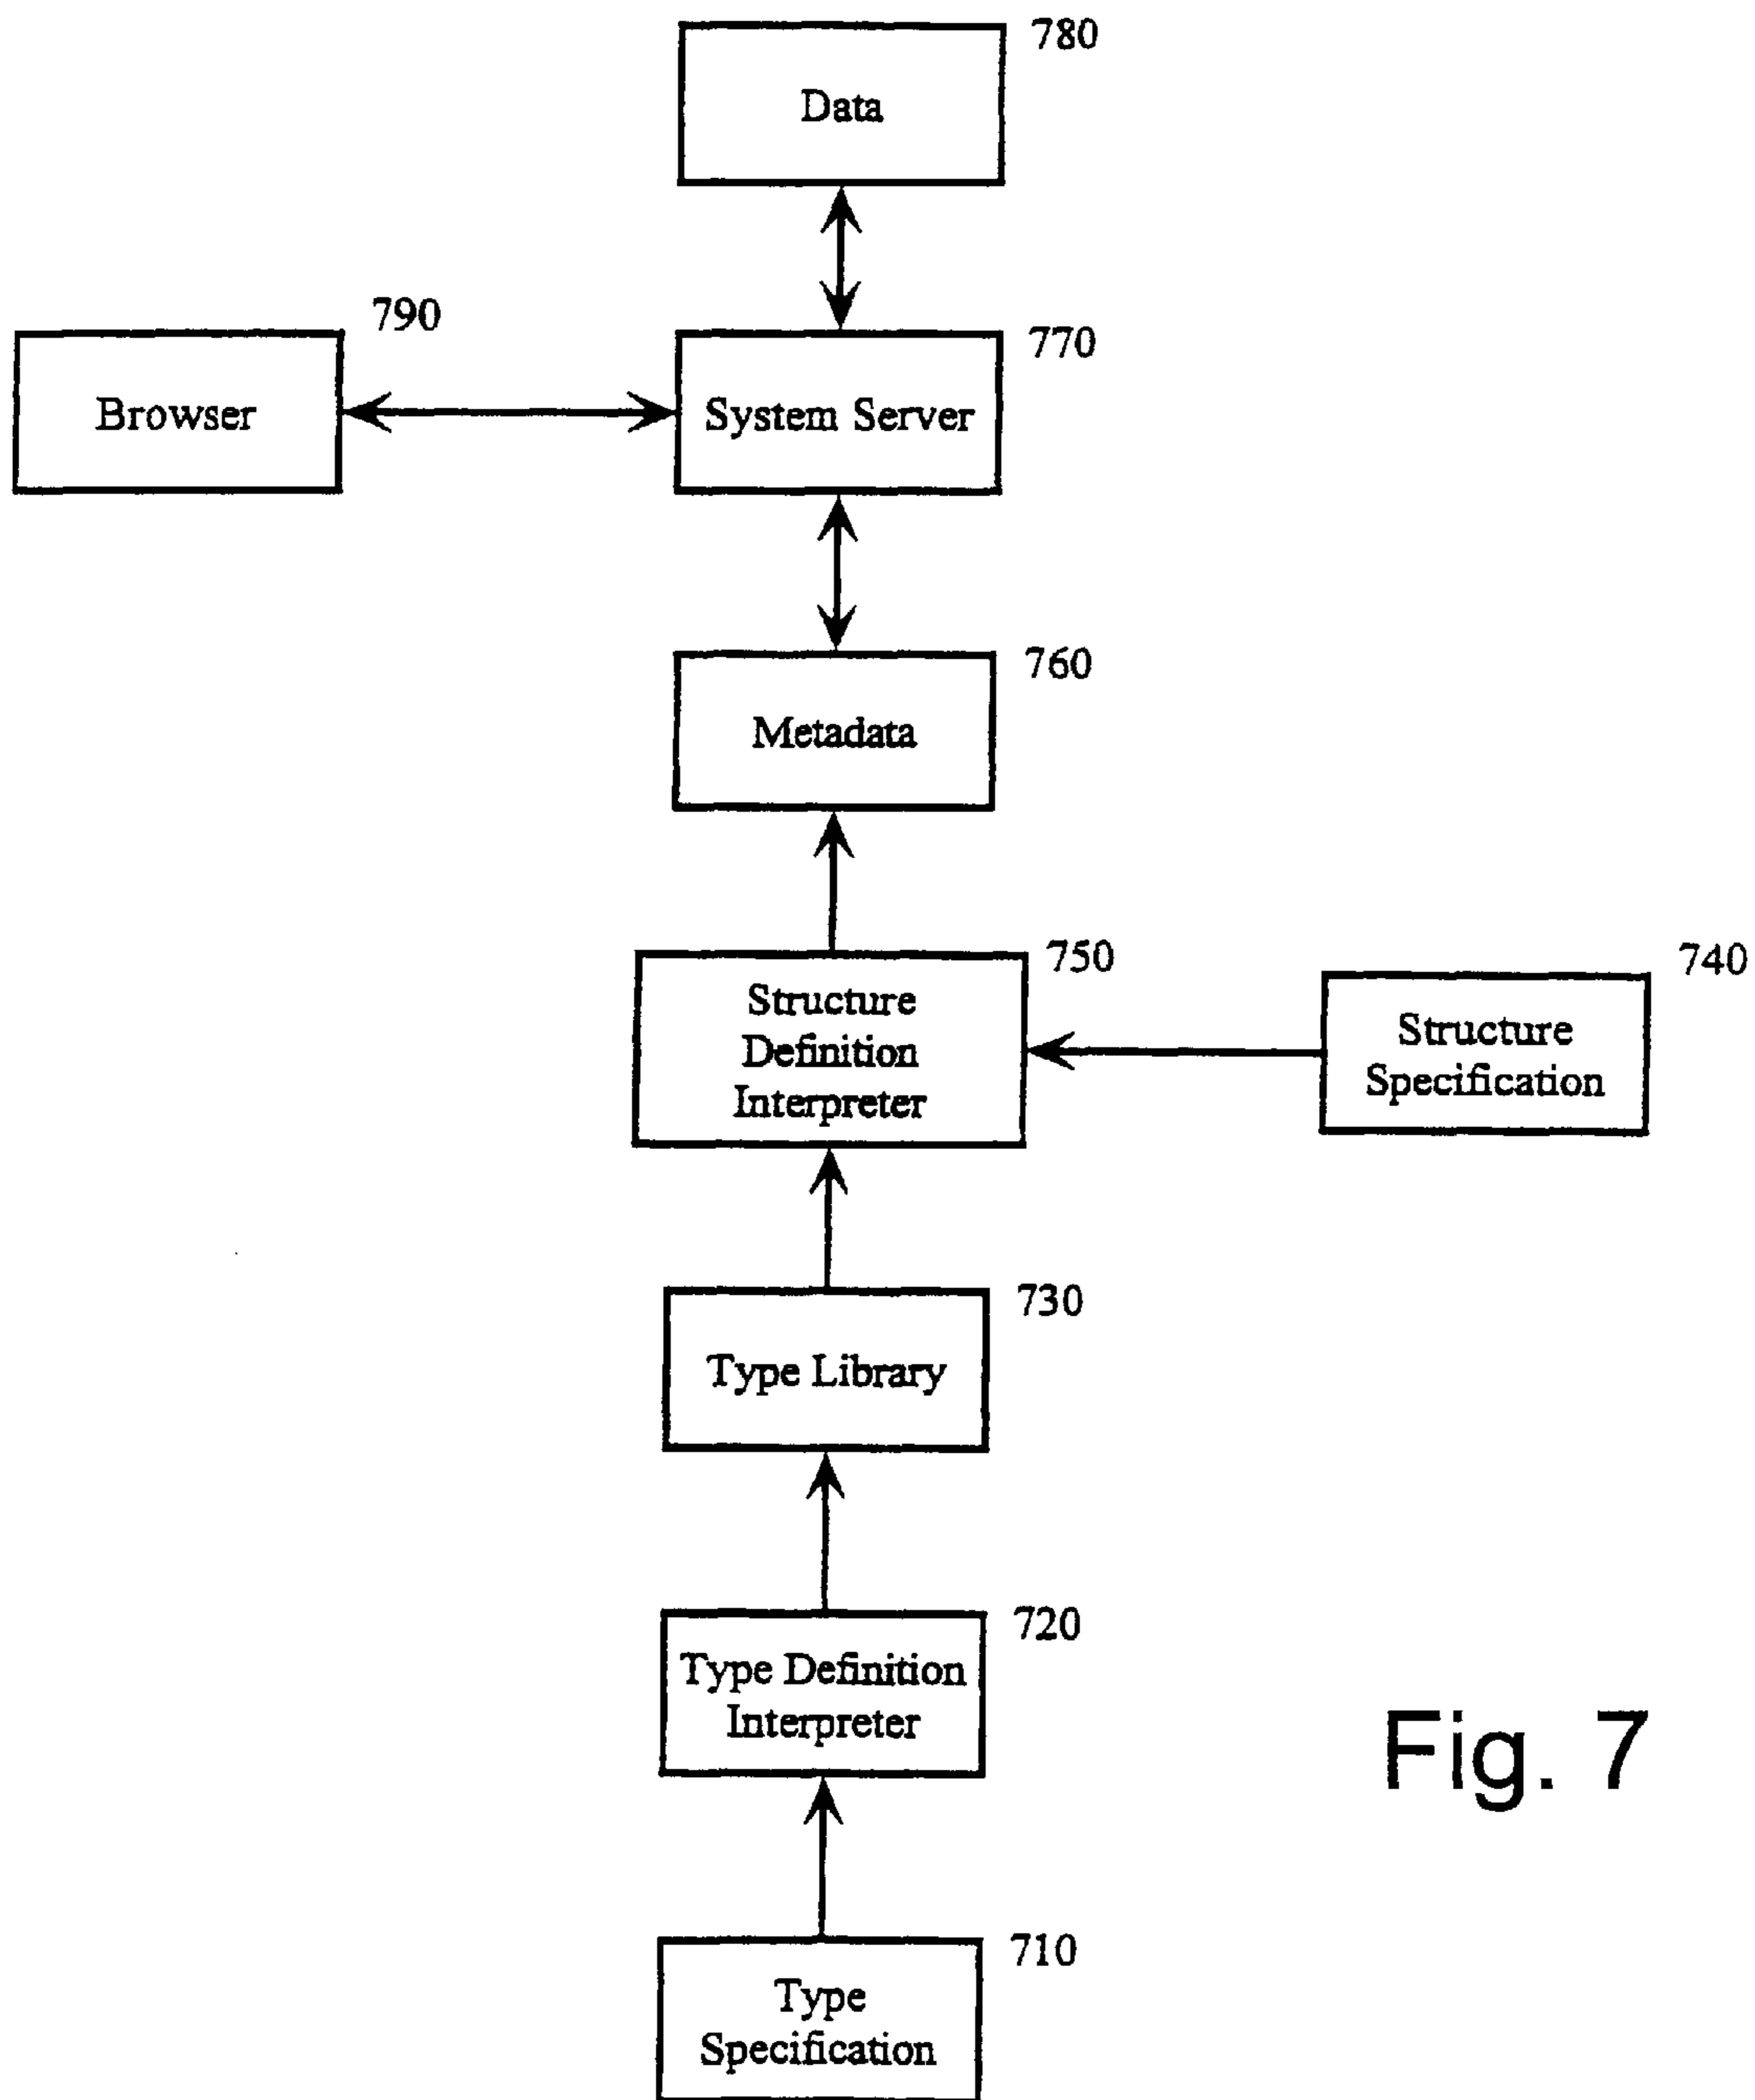 780
Data
790
770
Browser
System Server
760
Metadata
750
740
Structure
Definition
Interpreter
Structure
Specification
730
Type Library
720
Type Definition
Interpreter
Fig. 7
710
Type
Specification